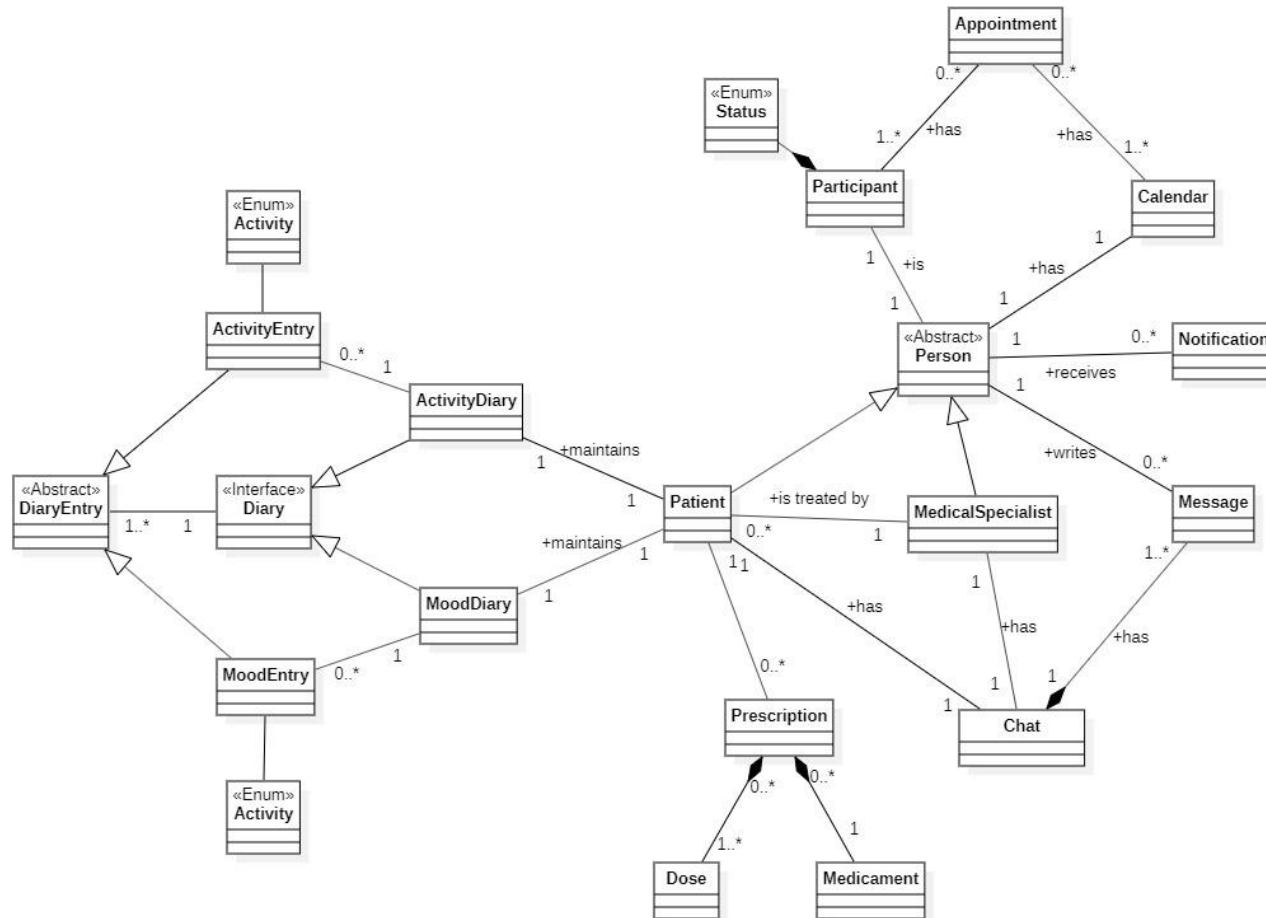 Appointment
0..*
0..*
«Enum»
Status
+has
+has
1..*
1..*
Participant
Calendar
«Enum»
Activity
1
+is
1
+has
1
1
ActivityEntry
0..*
1
«Abstract»
Person
1
0..*
Notification
+receives
ActivityDiary
1
+maintains
1
1
+writes
0..*
«Abstract»
DiaryEntry
1..*
1
«Interface»
Diary
Patient
+is treated by
0..*
1
MedicalSpecialist
Message
+maintains
1
1
1
1
1..*
MoodDiary
1
1
+has
+has
+has
0..*
1
MoodEntry
0..*
1
1
1
Prescription
Chat
0..*
0..*
«Enum»
Activity
1..*
1
Dose
Medicament